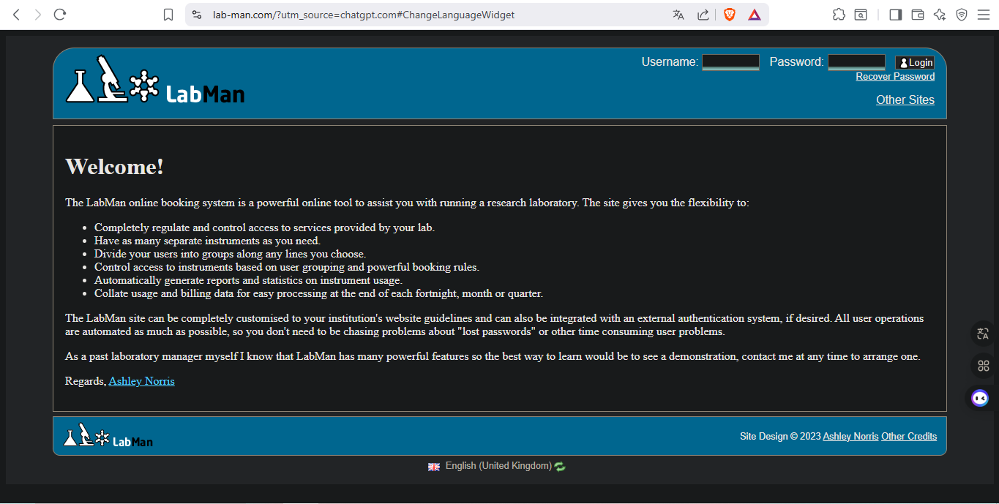 lab-man.com/?utm_source=chatgpt.com#ChangeLanguageWidget
Username:
Password:
Login
Recover Password
LabMan
Other Sites
Welcome!
The LabMan online booking system is a powerful online tool to assist you with running a research laboratory. The site gives you the flexibility to:
• Completely regulate and control access to services provided by your lab.
• Have as many separate instruments as you need.
• Divide your users into groups along any lines you choose.
• Control access to instruments based on user grouping and powerful booking rules.
• Automatically generate reports and statistics on instrument usage.
• Collate usage and billing data for easy processing at the end of each fortnight, month or quarter.
The LabMan site can be completely customised to your institution's website guidelines and can also be integrated with an external authentication system, if desired. All user operations
are automated as much as possible, so you don't need to be chasing problems about "lost passwords" or other time consuming user problems.
As a past laboratory manager myself I know that LabMan has many powerful features so the best way to learn would be to see a demonstration, contact me at any time to arrange one.
Regards, Ashley Norris
LabMan
Site Design © 2023 Ashley Norris Other Credits
English (United Kingdom)